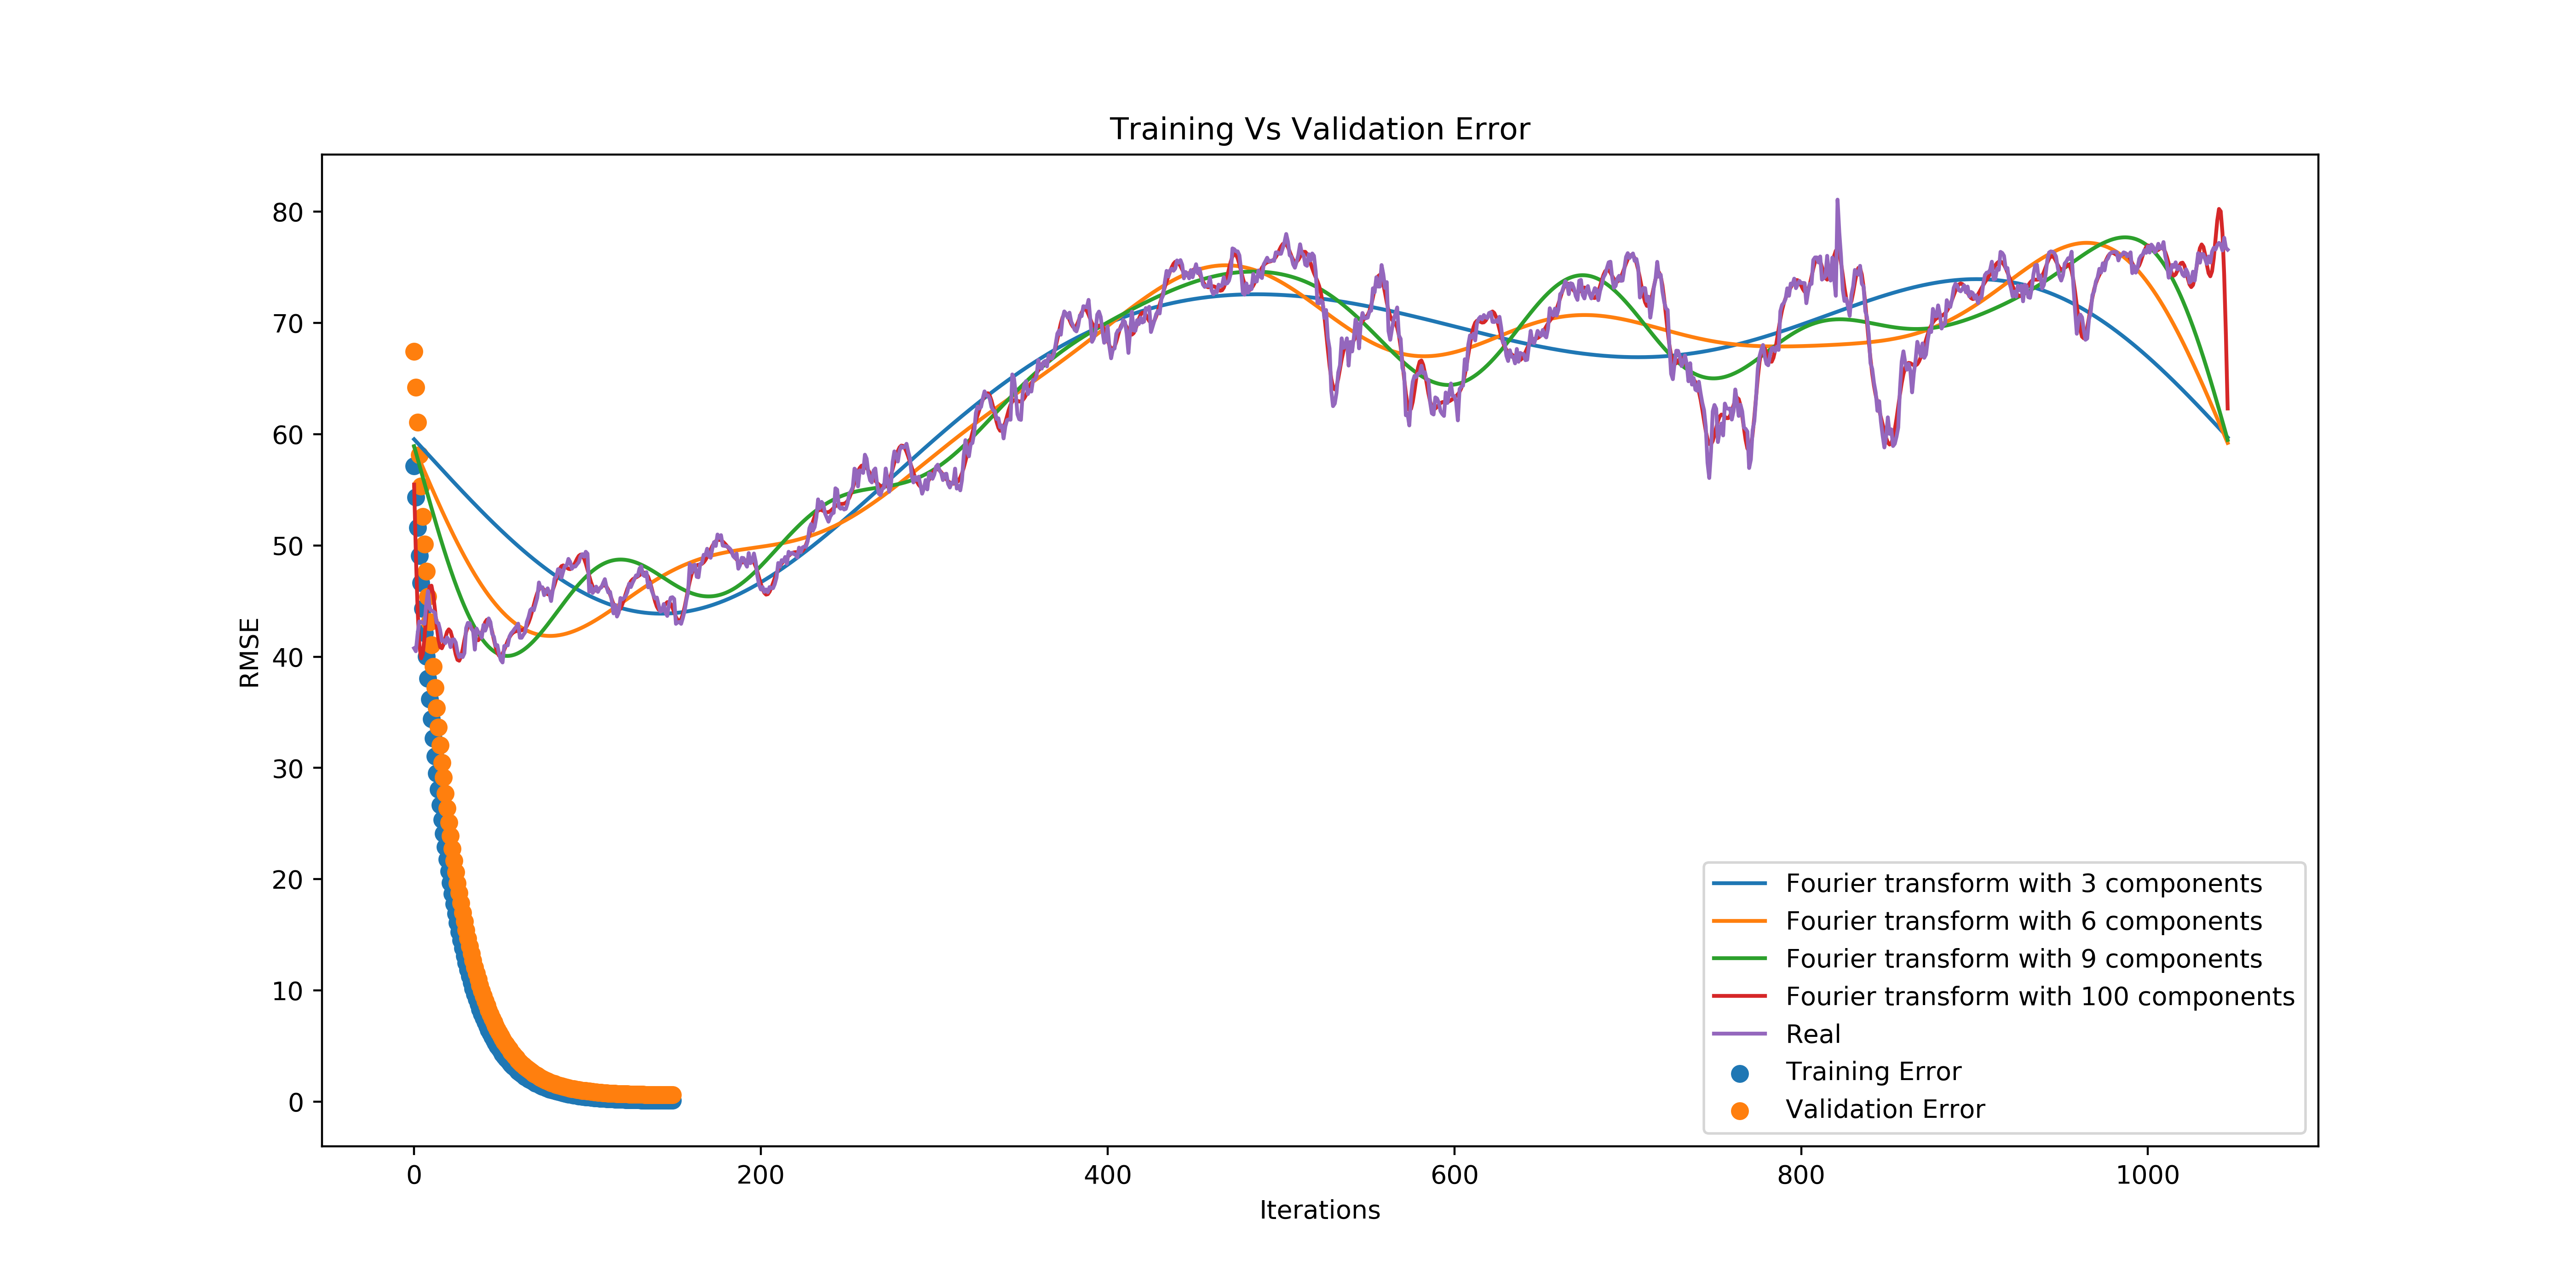 Training Vs Validation Error
80
70
60
50
40
30
20
10
0
RMSE
0 200 400 600 800 1000
Iterations
Fourier transform with 3 components
Fourier transform with 6 components
Fourier transform with 9 components
Fourier transform with 100 components
Real
Training Error
Validation Error